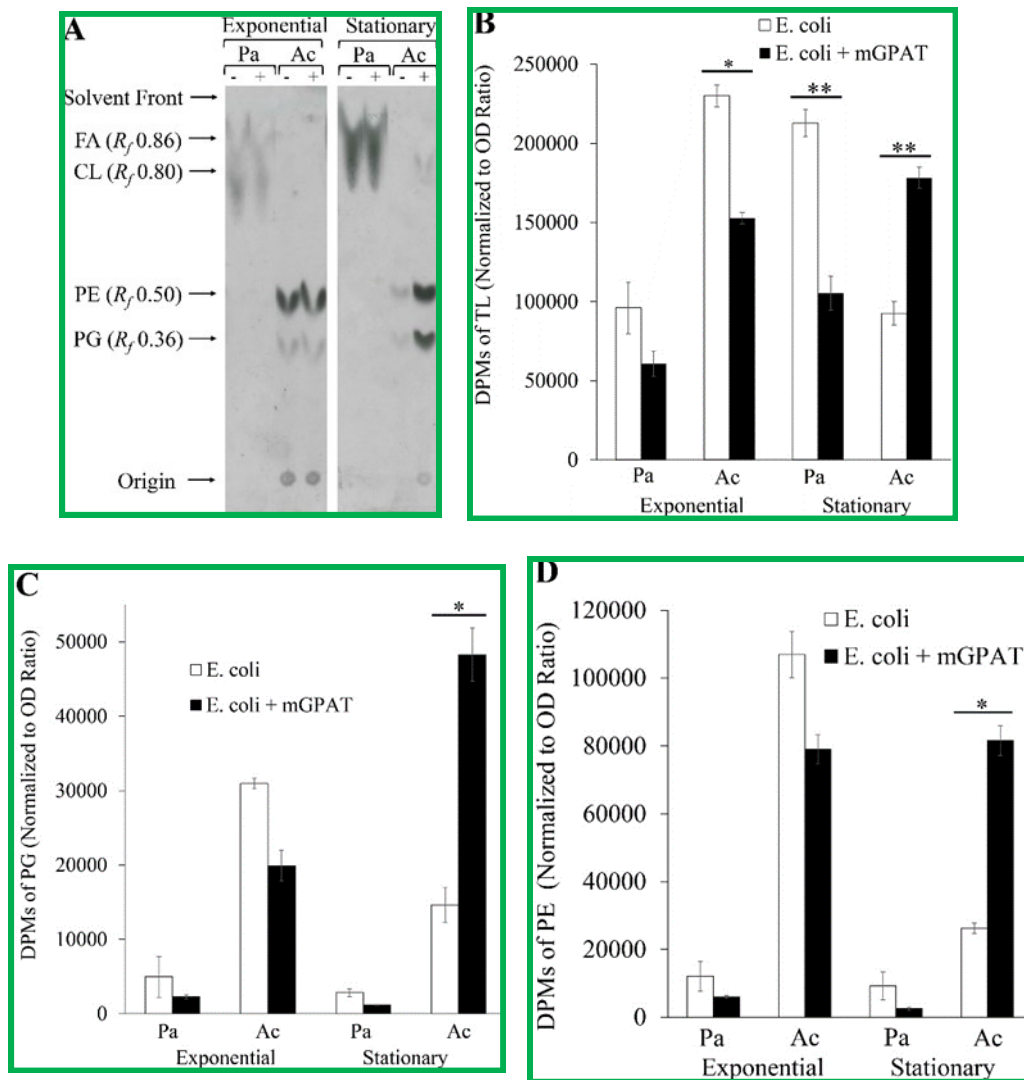 A
Exponential Stationary
Pa Ac Pa Ac
- + - + - + - +
Solvent Front
FA (Rf 0.86)
CL (Rf 0.80)
PE (Rf 0.50)
PG (Rf 0.36)
Origin
B
E. coli
E. coli + mGPAT
DPMs of TL (Normalized to OD Ratio)
250000
200000
150000
100000
50000
0
*
**
**
Pa Ac Pa Ac
Exponential Stationary
C
E. coli
E. coli + mGPAT
DPMs of PG (Normalized to OD Ratio)
50000
40000
30000
20000
10000
0
*
Pa Ac Pa Ac
Exponential Stationary
D
E. coli
E. coli + mGPAT
DPMs of PE (Normalized to OD Ratio)
120000
100000
80000
60000
40000
20000
0
*
Pa Ac Pa Ac
Exponential Stationary